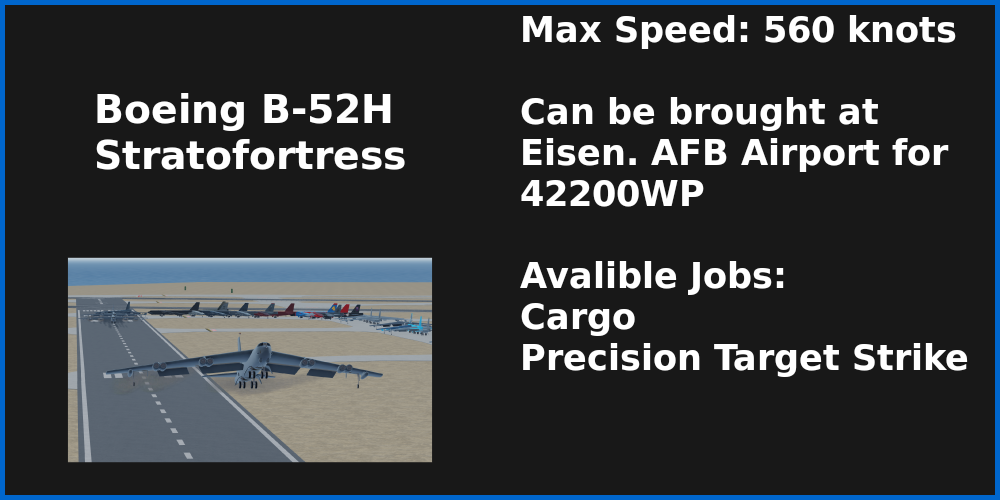 Boeing B-52H
Stratofortress
Max Speed: 560 knots
Can be brought at
Eisen. AFB Airport for
42200WP
Avalible Jobs:
Cargo
Precision Target Strike